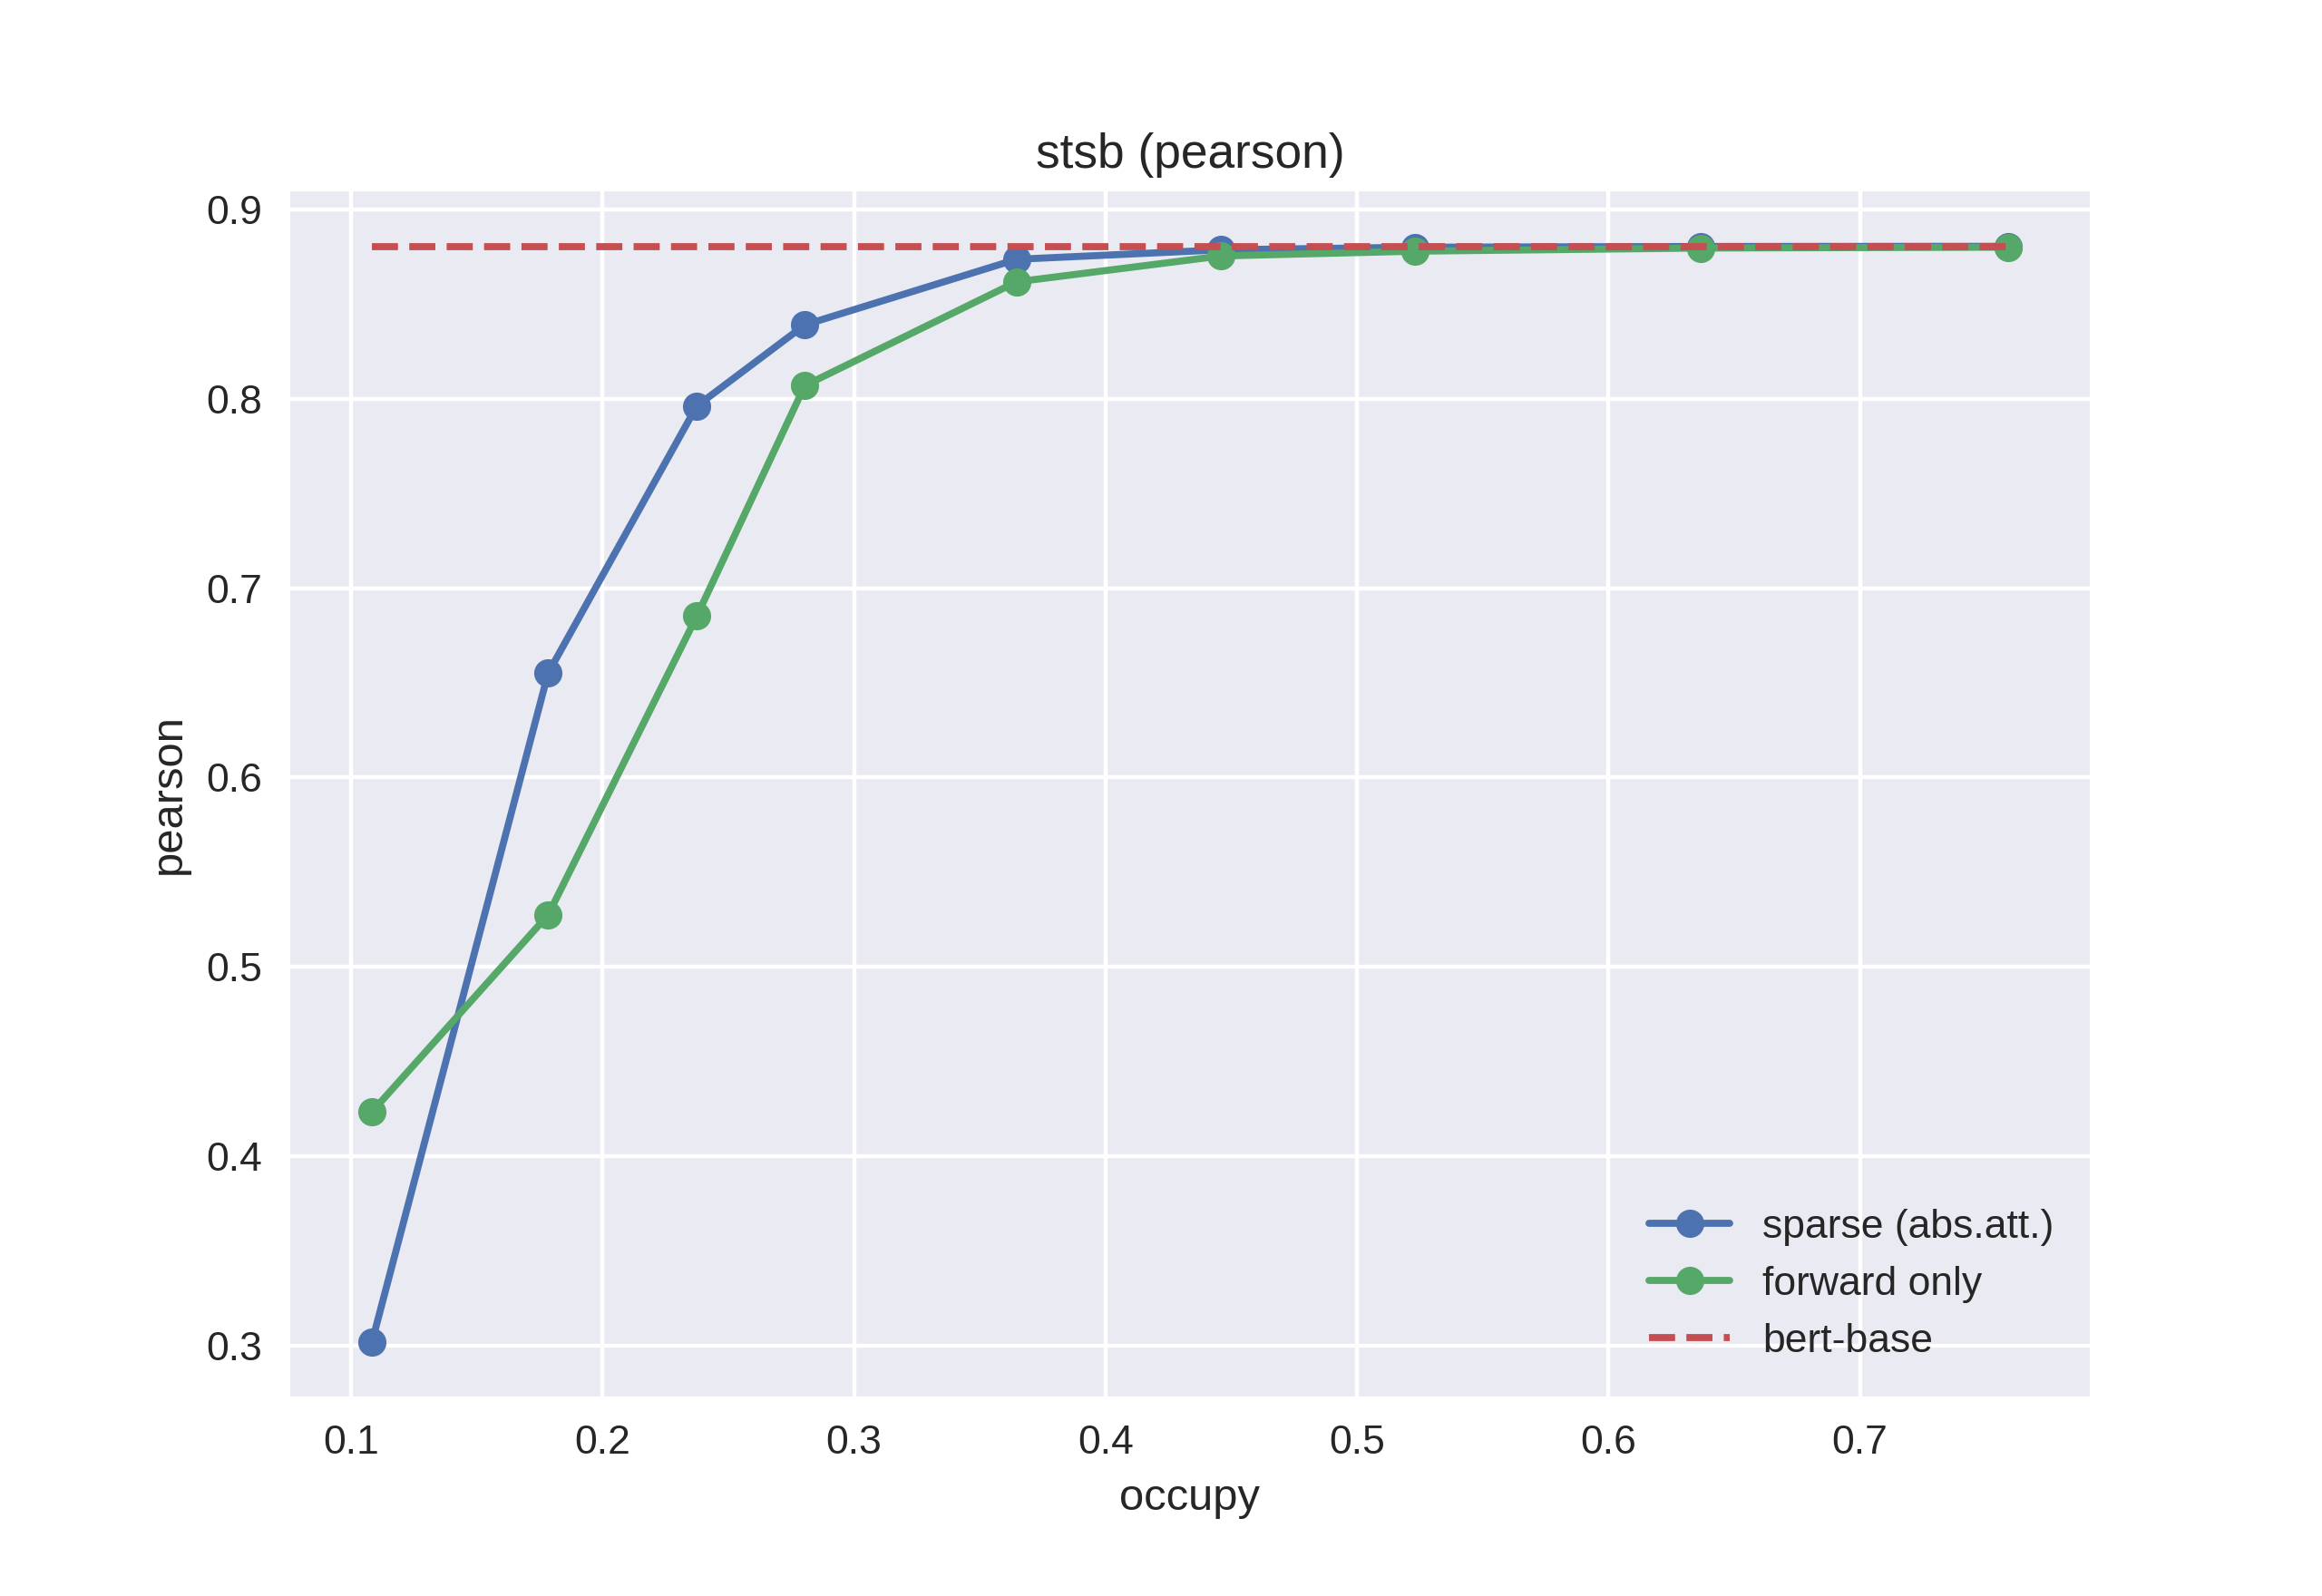 stsb (pearson)
0.9
0.8
0.7
0.6
0.5
0.4
0.3
pearson
sparse (abs.att.)
forward only
bert-base
0.1 0.2 0.3 0.4 0.5 0.6 0.7
occupy